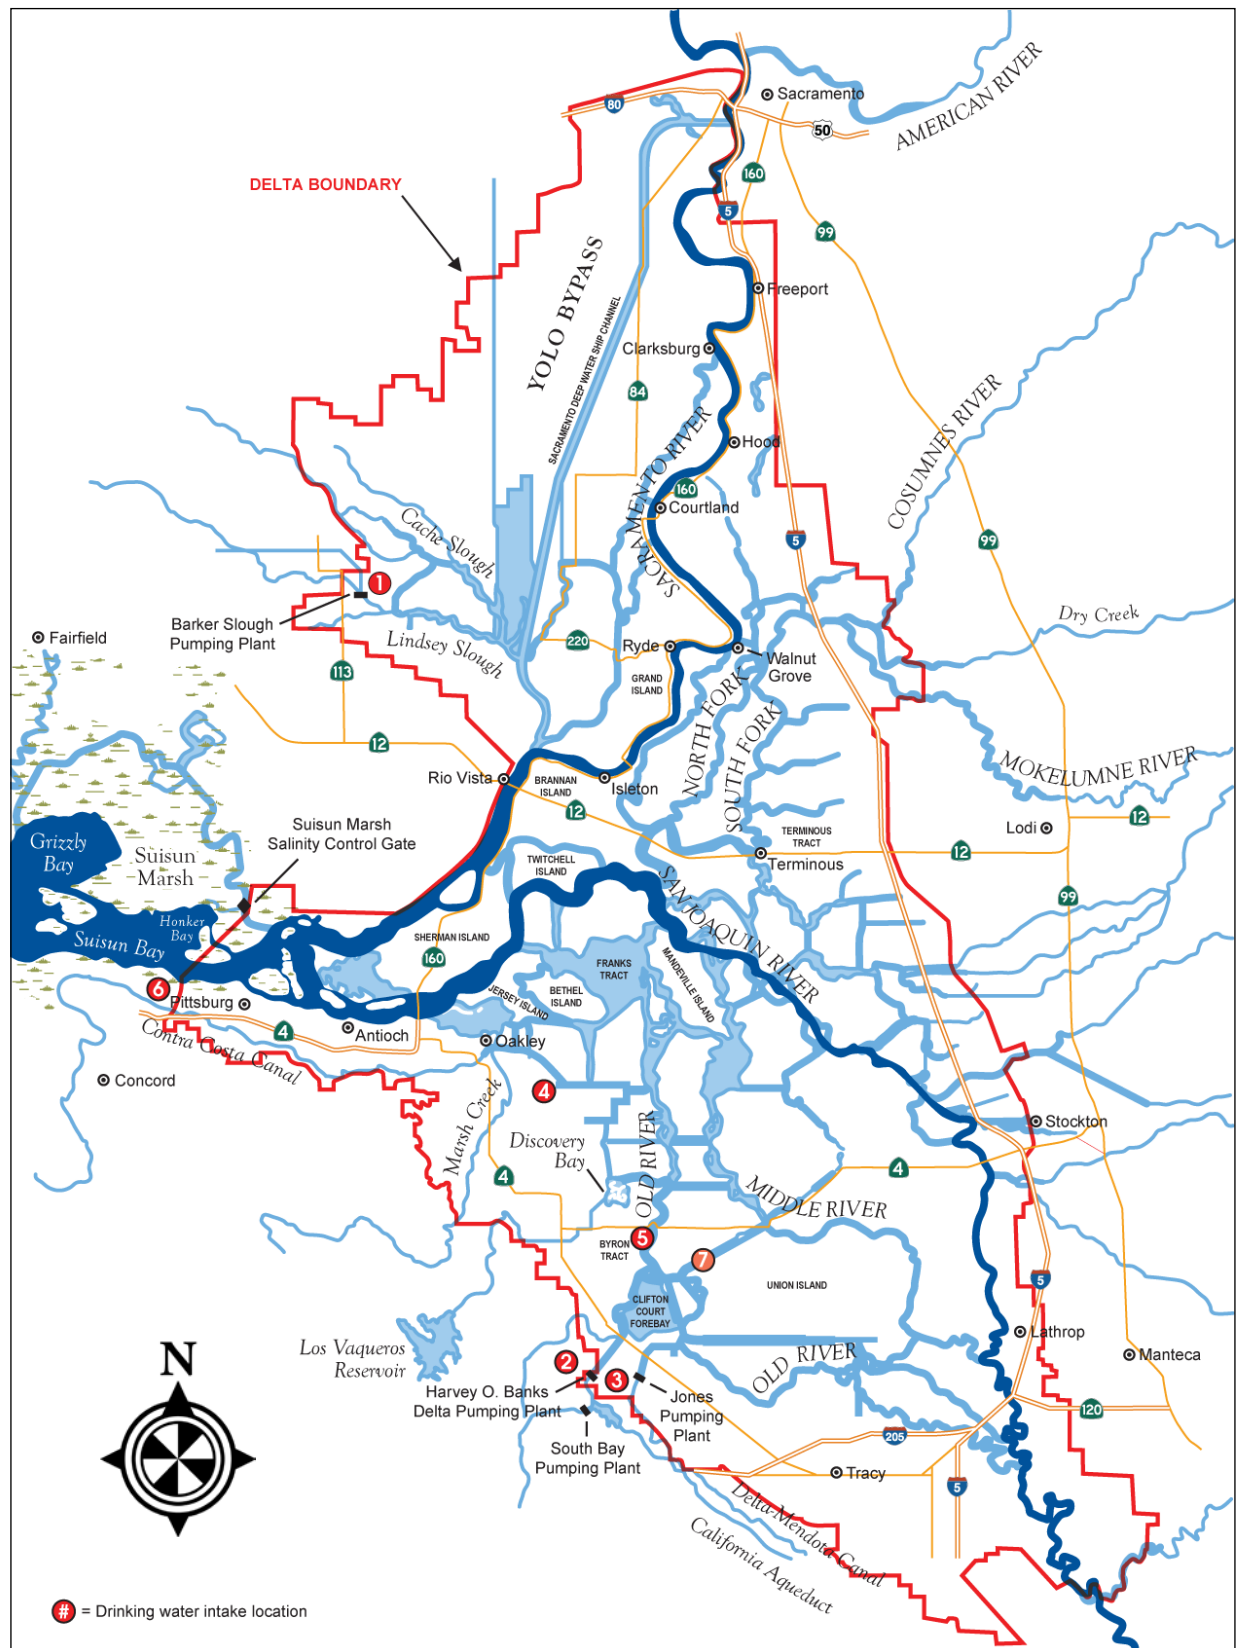 Sacramento
AMERICAN RIVER
80
50
160
DELTA BOUNDARY
5
99
YOLO BYPASS
SACRAMENTO DEEP WATER SHIP CHANNEL
Freeport
Clarksburg
84
SACRAMENTO RIVER
Hood
160
Courtland
COSUMNES RIVER
5
99
Cache Slough
1
Barker Slough
Pumping Plant
Lindsey Slough
Dry Creek
Fairfield
220
Ryde
Walnut
Grove
113
GRAND
ISLAND
NORTH FORK
SOUTH FORK
12
MOKELUMNE RIVER
Rio Vista
BRANNAN
ISLAND
Isleton
12
Suisun Marsh
Salinity Control Gate
TERMINOUS
TRACT
Lodi
12
Grizzly
Bay
Suisun
Marsh
TWITCHELL
ISLAND
Terminous
12
99
SAN JOAQUIN RIVER
Honker
Bay
Suisun Bay
SHERMAN ISLAND
160
FRANKS
TRACT
MANDEVILLE ISLAND
BETHEL
ISLAND
JERSEY ISLAND
6
Pittsburg
4
Antioch
Oakley
Contra Costa Canal
Concord
4
Marsh Creek
Stockton
Discovery
Bay
OLD RIVER
4
4
MIDDLE RIVER
5
BYRON
TRACT
7
UNION ISLAND
5
CLIFTON
COURT
FOREBAY
Los Vaqueros
Reservoir
Lathrop
N
OLD RIVER
Manteca
2
3
Harvey O. Banks
Delta Pumping Plant
Jones
Pumping
Plant
120
205
South Bay
Pumping Plant
Tracy
5
Delta-Mendota Canal
California Aqueduct
# = Drinking water intake location